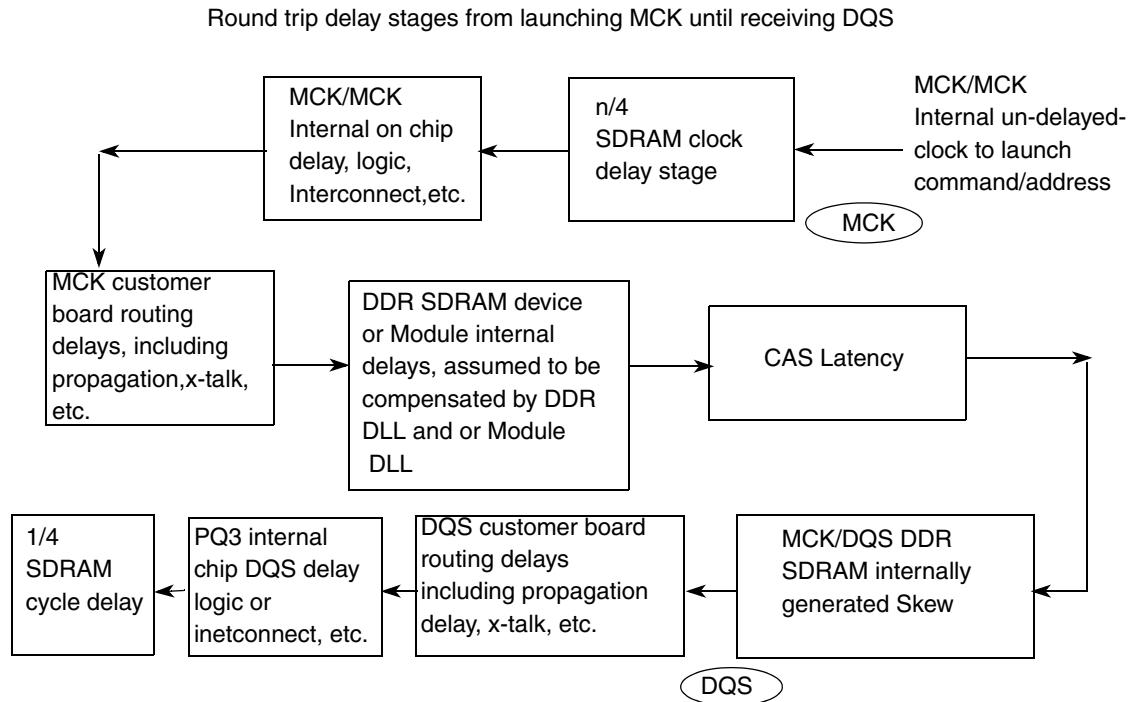 Round trip delay stages from launching MCK until receiving DQS
MCK/MCK
Internal un-delayed-
clock to launch
command/address
n/4
SDRAM clock
delay stage
MCK
MCK/MCK
Internal on chip
delay, logic,
Interconnect,etc.
MCK customer
board routing
delays, including
propagation,x-talk,
etc.
DDR SDRAM device
or Module internal
delays, assumed to be
compensated by DDR
DLL and or Module
DLL
CAS Latency
MCK/DQS DDR
SDRAM internally
generated Skew
DQS customer board
routing delays
including propagation
delay, x-talk, etc.
DQS
PQ3 internal
chip DQS delay
logic or
inetconnect, etc.
1/4
SDRAM
cycle delay